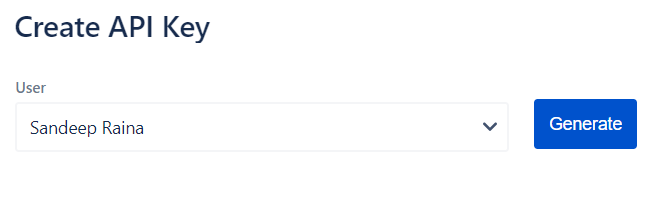 Create API Key
User
Sandeep Raina
Generate